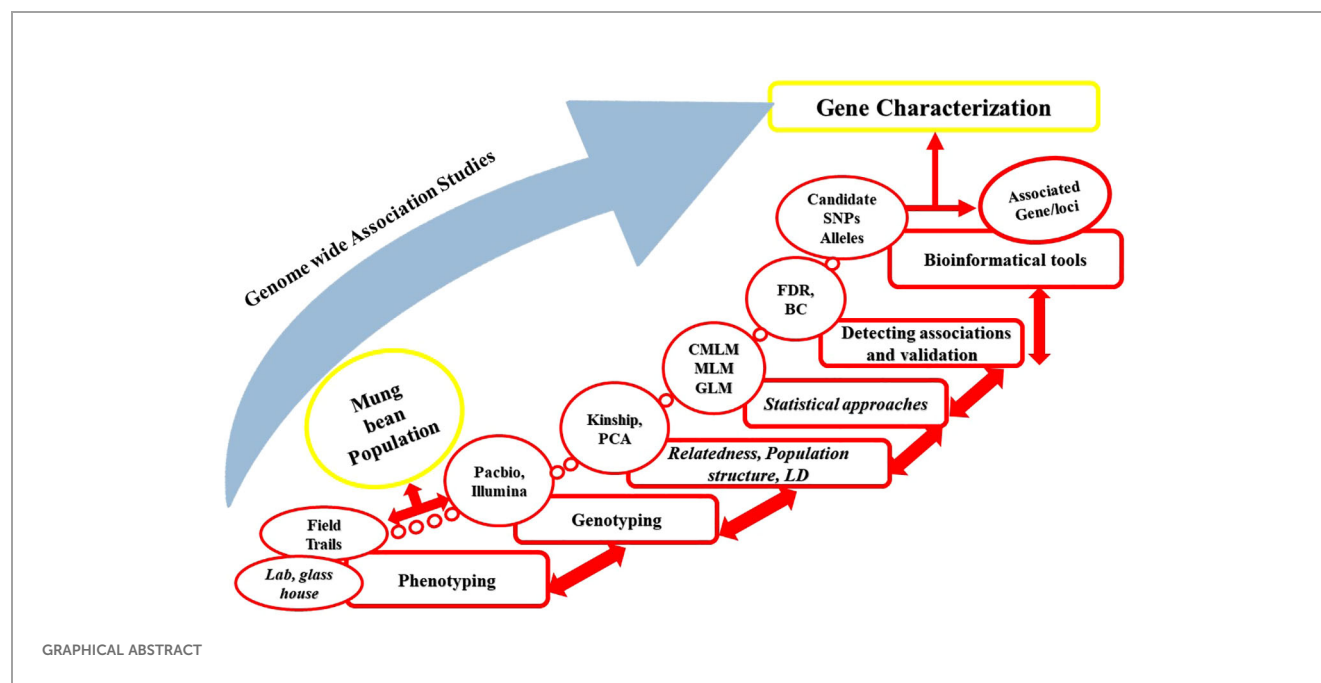 Gene Characterization
Genome wide Association Studies
Candidate
SNPs
Alleles
Associated
Gene/loci
Bioinformatical tools
FDR,
BC
Detecting associations
and validation
CMLM
MLM
GLM
Statistical approaches
Kinship,
PCA
Relatedness, Population
structure, LD
Mung
bean
Population
Pacbio,
Illumina
Genotyping
Field
Trails
Lab, glass
house
Phenotyping
GRAPHICAL ABSTRACT